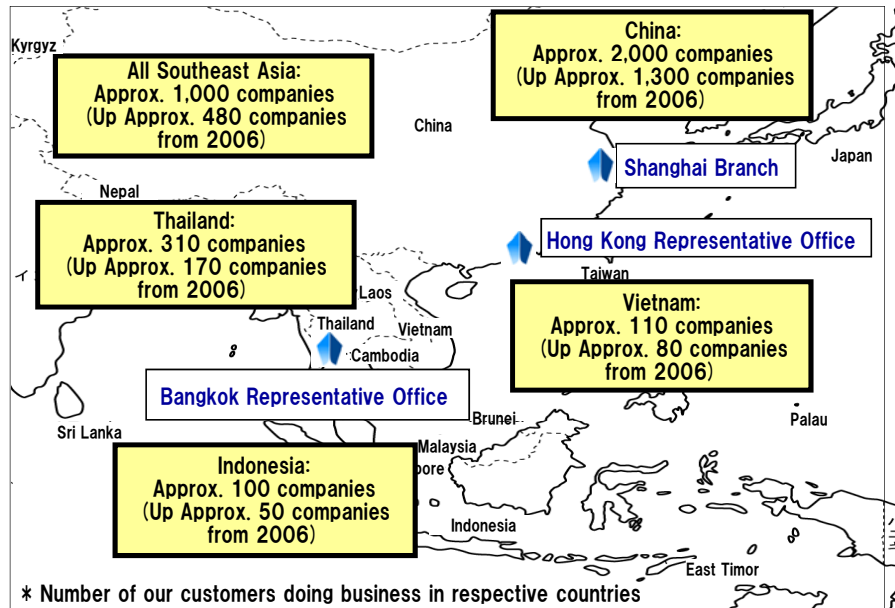 Kyrgyz
All Southeast Asia:
Approx. 1,000 companies
(Up Approx. 480 companies
from 2006)
China:
Approx. 2,000 companies
(Up Approx. 1,300 companies
from 2006)
China
Japan
Shanghai Branch
Nepal
Thailand:
Approx. 310 companies
(Up Approx. 170 companies
from 2006)
Hong Kong Representative Office
Taiwan
Laos
Thailand
Vietnam
Cambodia
Vietnam:
Approx. 110 companies
(Up Approx. 80 companies
from 2006)
Bangkok Representative Office
Sri Lanka
Brunei
Palau
Malaysia
pore
Indonesia:
Approx. 100 companies
(Up Approx. 50 companies
from 2006)
Indonesia
East Timor
* Number of our customers doing business in respective countries